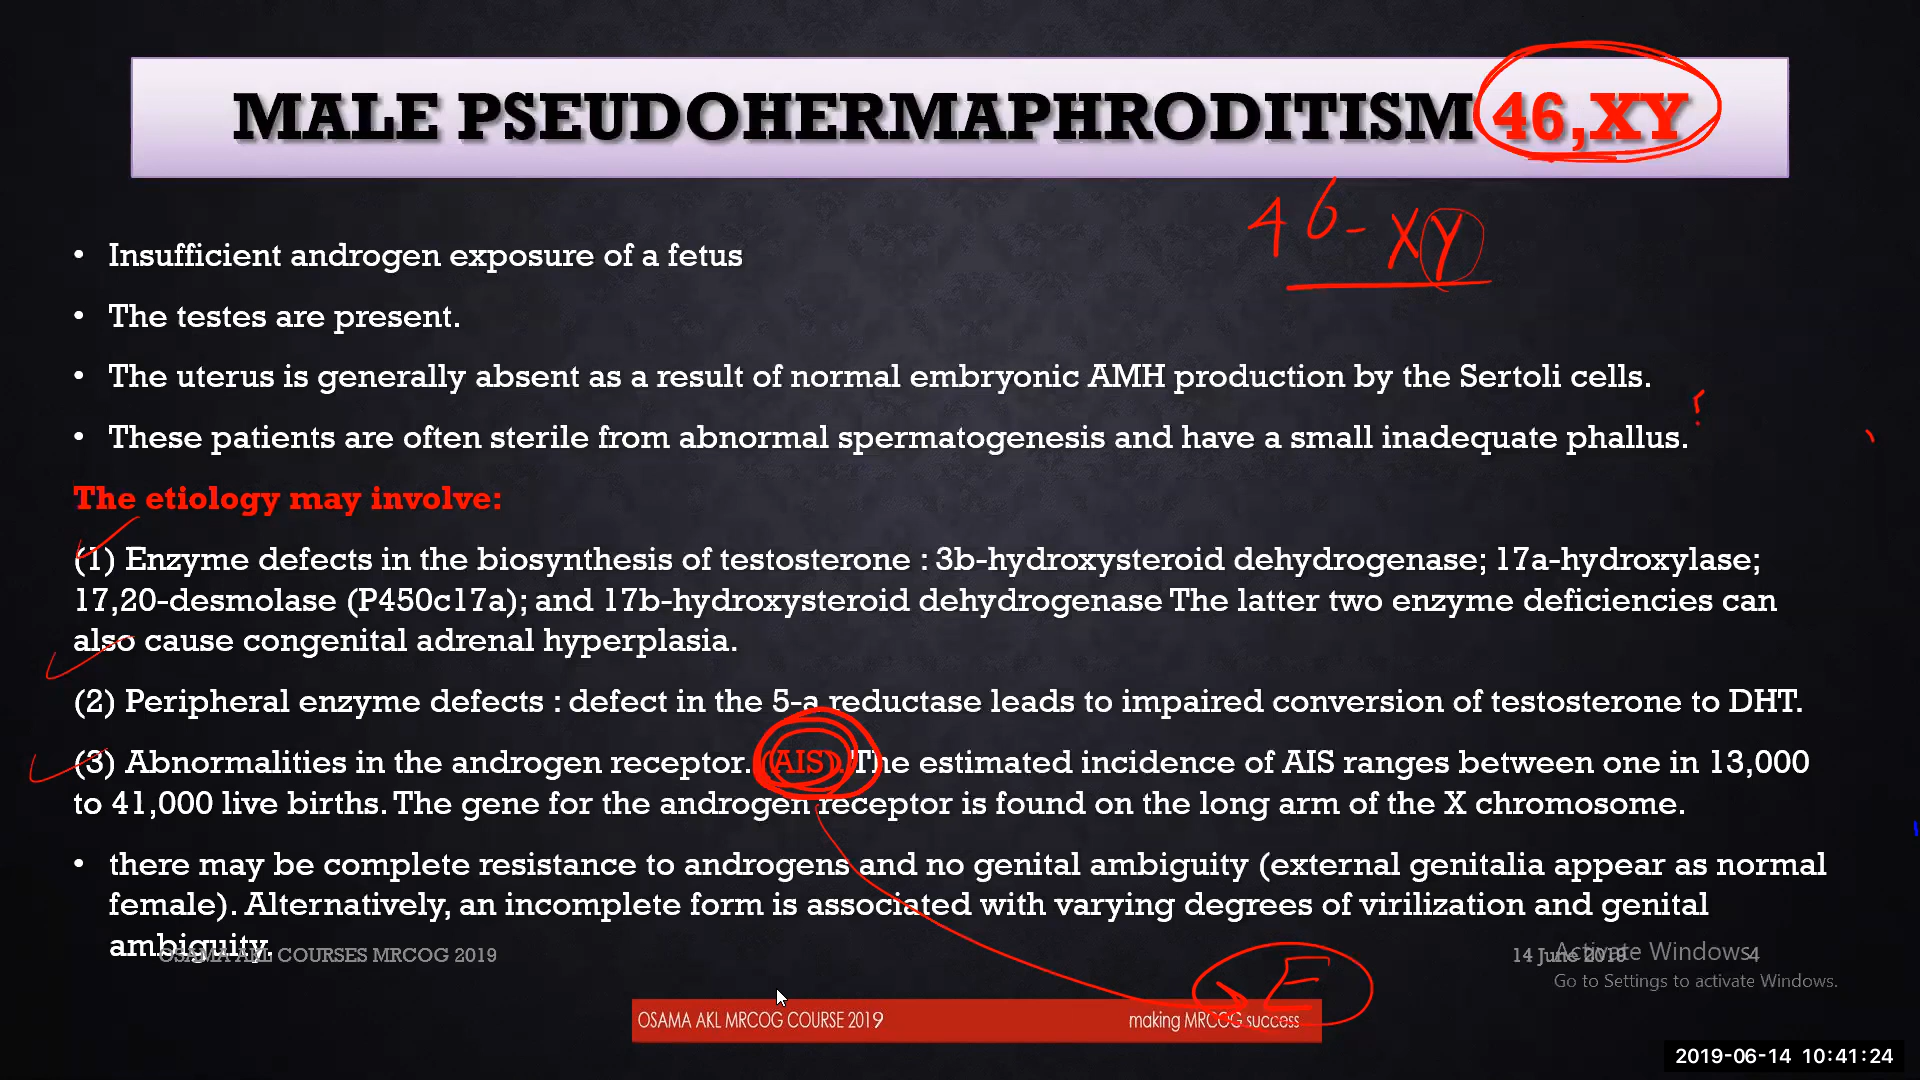 MALE PSEUDOHERMAPHRODITISM 46,XY
46-XY
• Insufficient androgen exposure of a fetus
• The testes are present.
• The uterus is generally absent as a result of normal embryonic AMH production by the Sertoli cells.
• These patients are often sterile from abnormal spermatogenesis and have a small inadequate phallus.
The etiology may involve:
(1) Enzyme defects in the biosynthesis of testosterone : 3b-hydroxysteroid dehydrogenase; 17a-hydroxylase;
17,20-desmolase (P450c17a); and 17b-hydroxysteroid dehydrogenase The latter two enzyme deficiencies can
also cause congenital adrenal hyperplasia.
(2) Peripheral enzyme defects : defect in the 5-a reductase leads to impaired conversion of testosterone to DHT.
(3) Abnormalities in the androgen receptor. (AIS). The estimated incidence of AIS ranges between one in 13,000
to 41,000 live births. The gene for the androgen receptor is found on the long arm of the X chromosome.
• there may be complete resistance to androgens and no genital ambiguity (external genitalia appear as normal
female). Alternatively, an incomplete form is associated with varying degrees of virilization and genital
ambiguity.
OSAMA AKL COURSES MRCOG 2019
14 June 2019
4
Activate Windows
Go to Settings to activate Windows.
OSAMA AKL MRCOG COURSE 2019
making MRCOG success
2019-06-14 10:41:24